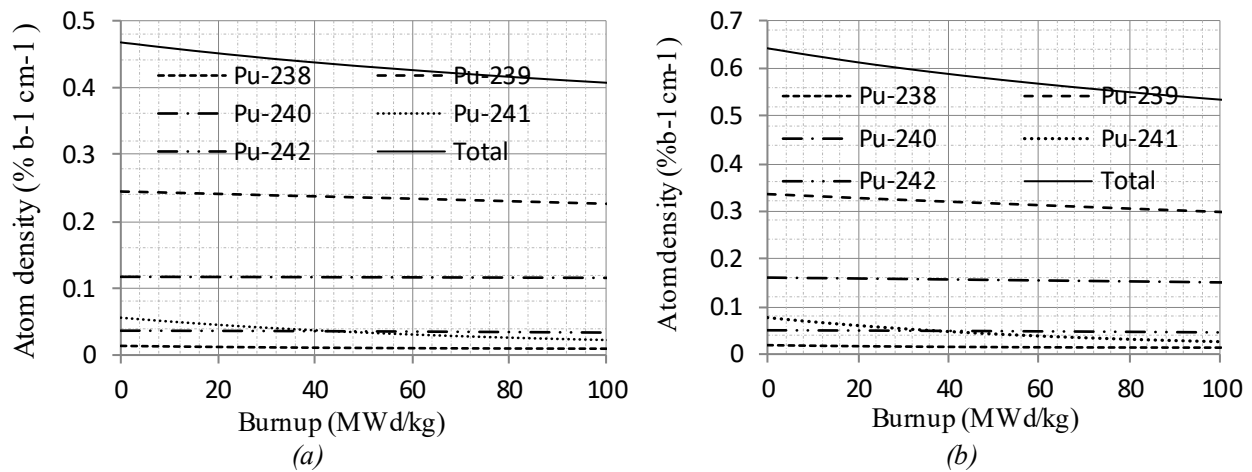 0.5
0.4
0.3
0.2
0.1
0
Atom density (% b-1 cm-1)
Pu-238 Pu-239
Pu-240 Pu-241
Pu-242 Total
0 20 40 60 80 100
Burnup (MWd/kg)
(a)
0.7
0.6
0.5
0.4
0.3
0.2
0.1
0
Atom density (%b-1 cm-1)
Pu-238 Pu-239
Pu-240 Pu-241
Pu-242 Total
0 20 40 60 80 100
Burnup (MWd/kg)
(b)